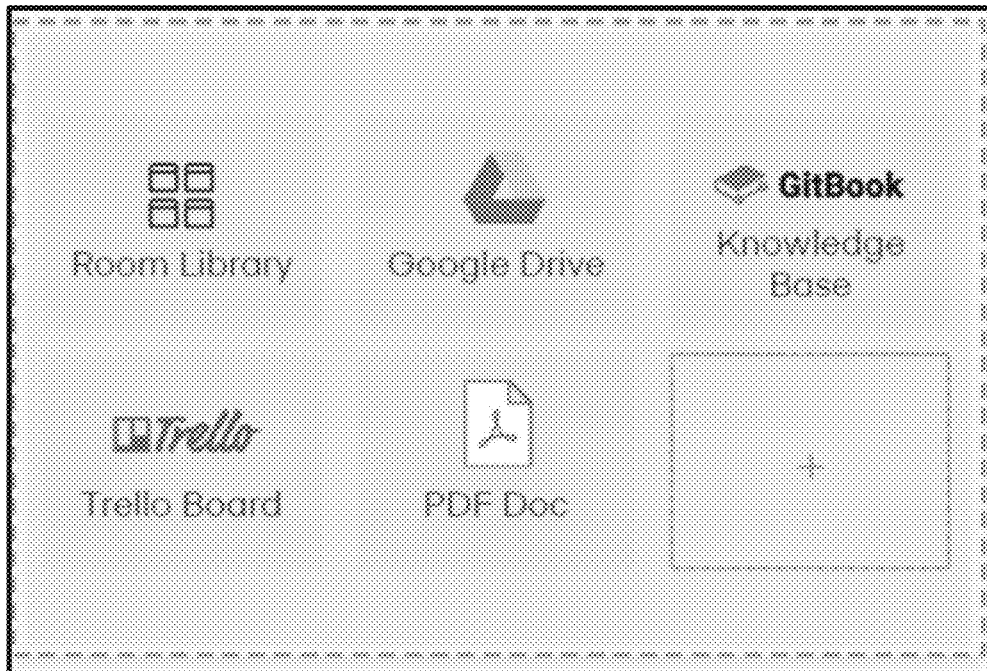 GitBook
Room Library
Google Drive
Knowledge
Base
Trello
Trello Board
PDF Doc
+